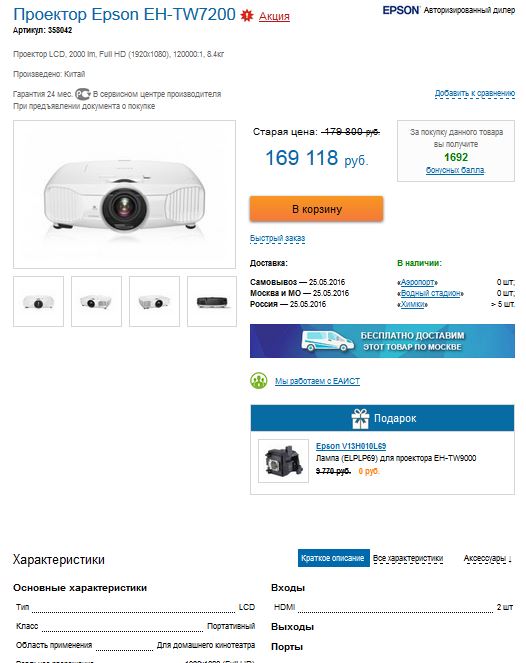 Проектор Epson EH-TW7200 Акция
EPSON Авторизированный дилер
Артикул: 358042
Проектор LCD, 2000 lm, Full HD (1920x1080), 120000:1, 8.4кг
Произведено: Китай
Гарантия 24 мес. В сервисном центре производителя
При предъявлении документа о покупке
Добавить к сравнению
Старая цена: 179 800 руб.
169 118 руб.
За покупку данного товара
вы получите
1692
бонусных балла.
В корзину
Быстрый заказ
Доставка:
В наличии:
Самовывоз — 25.05.2016
«Аэропорт» 0 шт;
Москва и МО — 25.05.2016
«Водный стадион» 0 шт;
Россия — 25.05.2016
«Химки» > 5 шт.
БЕСПЛАТНО ДОСТАВИМ
ЭТОТ ТОВАР ПО МОСКВЕ
Мы работаем с ЕАИСТ
Подарок
Epson V13H010L69
Лампа (ELPLP69) для проектора EH-TW9000
9 770 руб. 0 руб.
Характеристики
Краткое описание Все характеристики Аксессуары ↓
Основные характеристики
Тип LCD
Класс Портативный
Область применения Для домашнего кинотеатра
Входы
HDMI 2 шт
Выходы
Порты